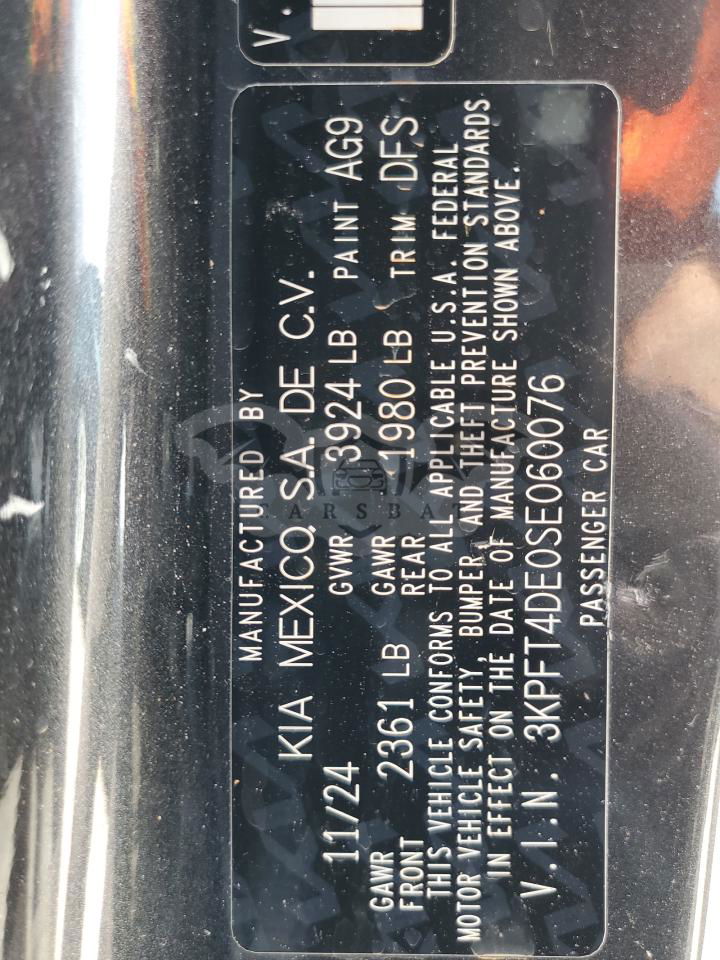 V.
MANUFACTURED BY
KIA MEXICO, S.A. DE C.V.
11/24 GVWR 3924 LB PAINT AG9
GAWR FRONT 2361 LB GAWR REAR 1980 LB TRIM DFS
THIS VEHICLE CONFORMS TO ALL APPLICABLE U.S.A. FEDERAL
MOTOR VEHICLE SAFETY, BUMPER, AND THEFT PREVENTION STANDARDS
IN EFFECT ON THE DATE OF MANUFACTURE SHOWN ABOVE.
V.I.N. 3KPFT4DE0SE060076
PASSENGER CAR
CARSBAT